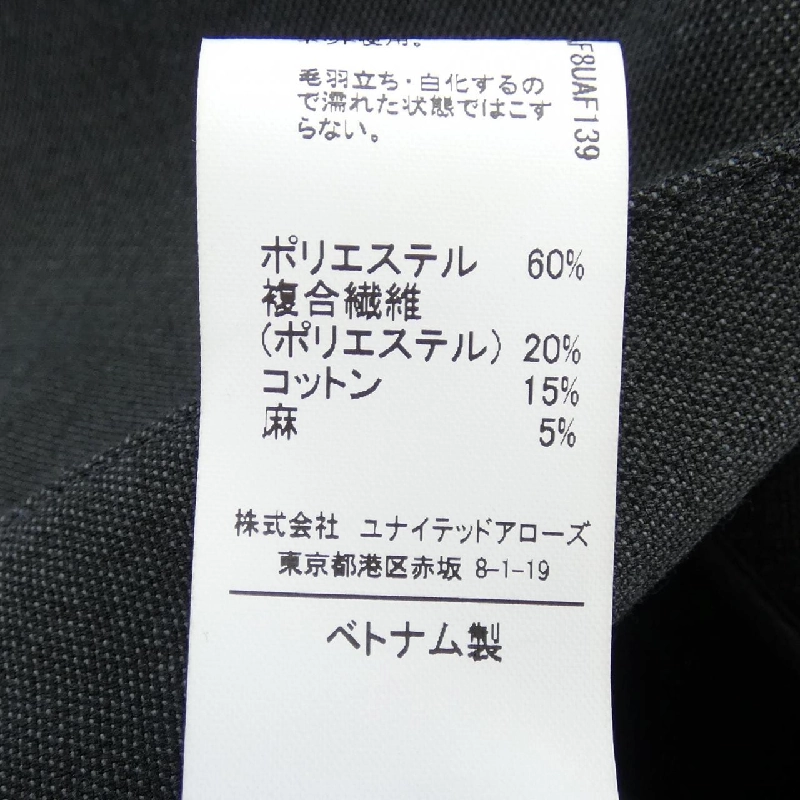 毛羽立ち・白化するの
で濡れた状態ではこす
らない。
F8UAF139
ポリエステル 60%
複合繊維
(ポリエステル) 20%
コットン 15%
麻 5%
株式会社 ユナイテッドアローズ
東京都港区赤坂 8-1-19
ベトナム製